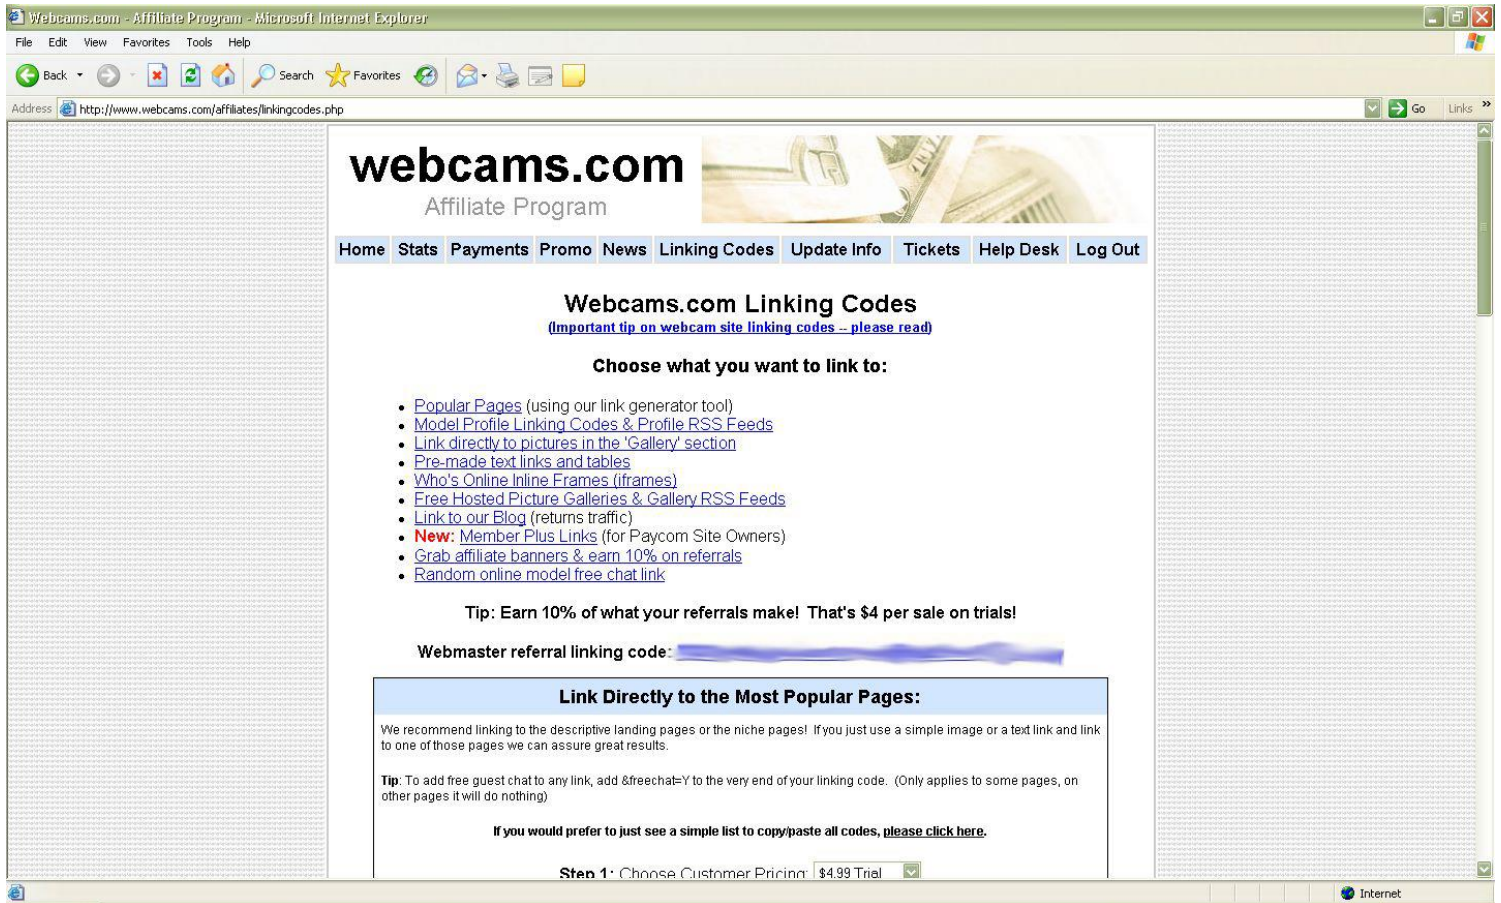 Webcams.com - Affiliate Program - Microsoft Internet Explorer
File Edit View Favorites Tools Help
Back Search Favorites
Address http://www.webcams.com/affiliates/linkingcodes.php Go Links »
webcams.com
Affiliate Program
Home Stats Payments Promo News Linking Codes Update Info Tickets Help Desk Log Out
Webcams.com Linking Codes
(Important tip on webcam site linking codes -- please read)
Choose what you want to link to:
• Popular Pages (using our link generator tool)
• Model Profile Linking Codes & Profile RSS Feeds
• Link directly to pictures in the 'Gallery' section
• Pre-made text links and tables
• Who's Online Inline Frames (iframes)
• Free Hosted Picture Galleries & Gallery RSS Feeds
• Link to our Blog (returns traffic)
• New: Member Plus Links (for Paycom Site Owners)
• Grab affiliate banners & earn 10% on referrals
• Random online model free chat link
Tip: Earn 10% of what your referrals make! That's $4 per sale on trials!
Webmaster referral linking code:
Link Directly to the Most Popular Pages:
We recommend linking to the descriptive landing pages or the niche pages! If you just use a simple image or a text link and link
to one of those pages we can assure great results.
Tip: To add free guest chat to any link, add &freechat=Y to the very end of your linking code. (Only applies to some pages, on
other pages it will do nothing)
If you would prefer to just see a simple list to copy/paste all codes, please click here.
Step 1: Choose Customer Pricing: $4.99 Trial
Internet